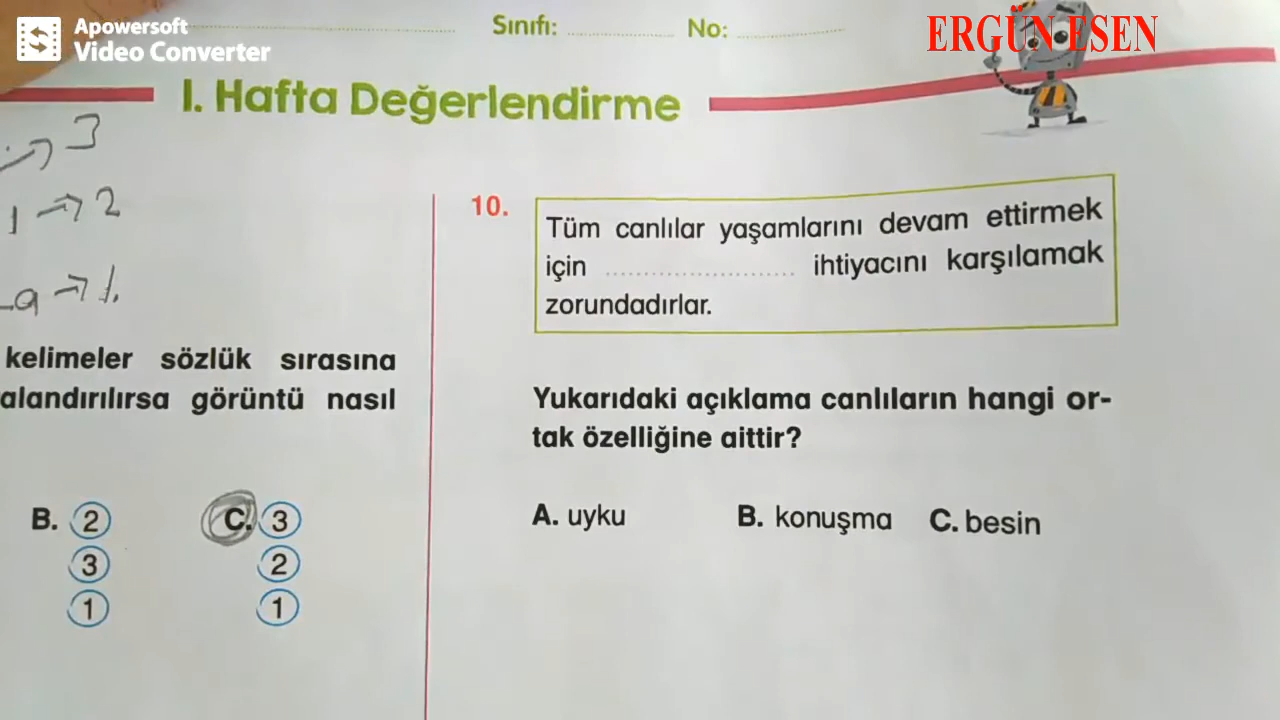 Apowersoft
Video Converter
Sınıfı: No:
ERGÜN ESEN
I. Hafta Değerlendirme
3
1 → 2
a → 1.
kelimeler sözlük sırasına
alandırılırsa görüntü nasıl
B. 2
3
1
C. 3
2
1
10.
Tüm canlılar yaşamlarını devam ettirmek
için ........................ ihtiyacını karşılamak
zorundadırlar.
Yukarıdaki açıklama canlıların hangi or-
tak özelliğine aittir?
A. uyku B. konuşma C. besin